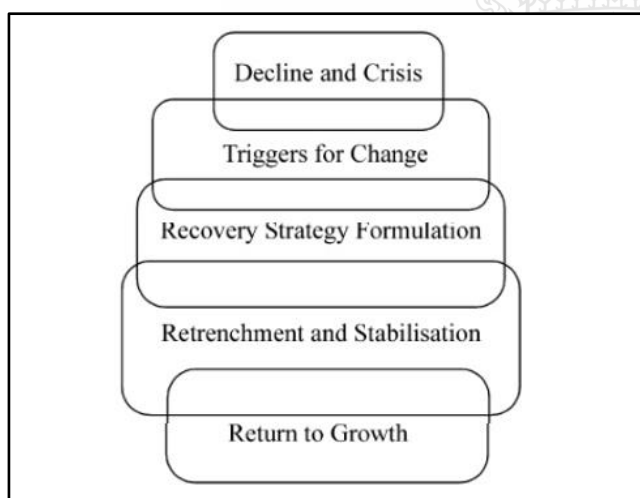 Decline and Crisis
Triggers for Change
Recovery Strategy Formulation
Retrenchment and Stabilisation
Return to Growth